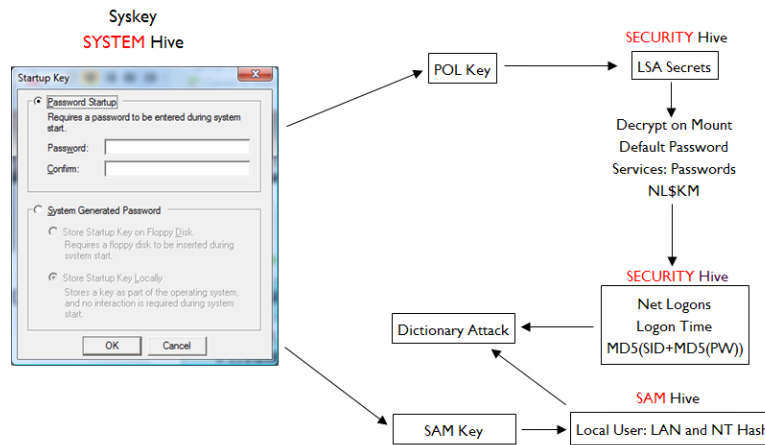 Syskey
SYSTEM Hive
Startup Key
Password Startup
Requires a password to be entered during system
start.
Password:
Confirm:
System Generated Password
Store Startup Key on Floppy Disk
Requires a floppy disk to be inserted during
system start.
Store Startup Key Locally
Stores a key as part of the operating system,
and no interaction is required during system
start.
OK
Cancel
POL Key
SECURITY Hive
LSA Secrets
Decrypt on Mount
Default Password
Services: Passwords
NL$KM
SECURITY Hive
Net Logons
Logon Time
MD5(SID+MD5(PW))
Dictionary Attack
SAM Hive
SAM Key
Local User: LAN and NT Hash